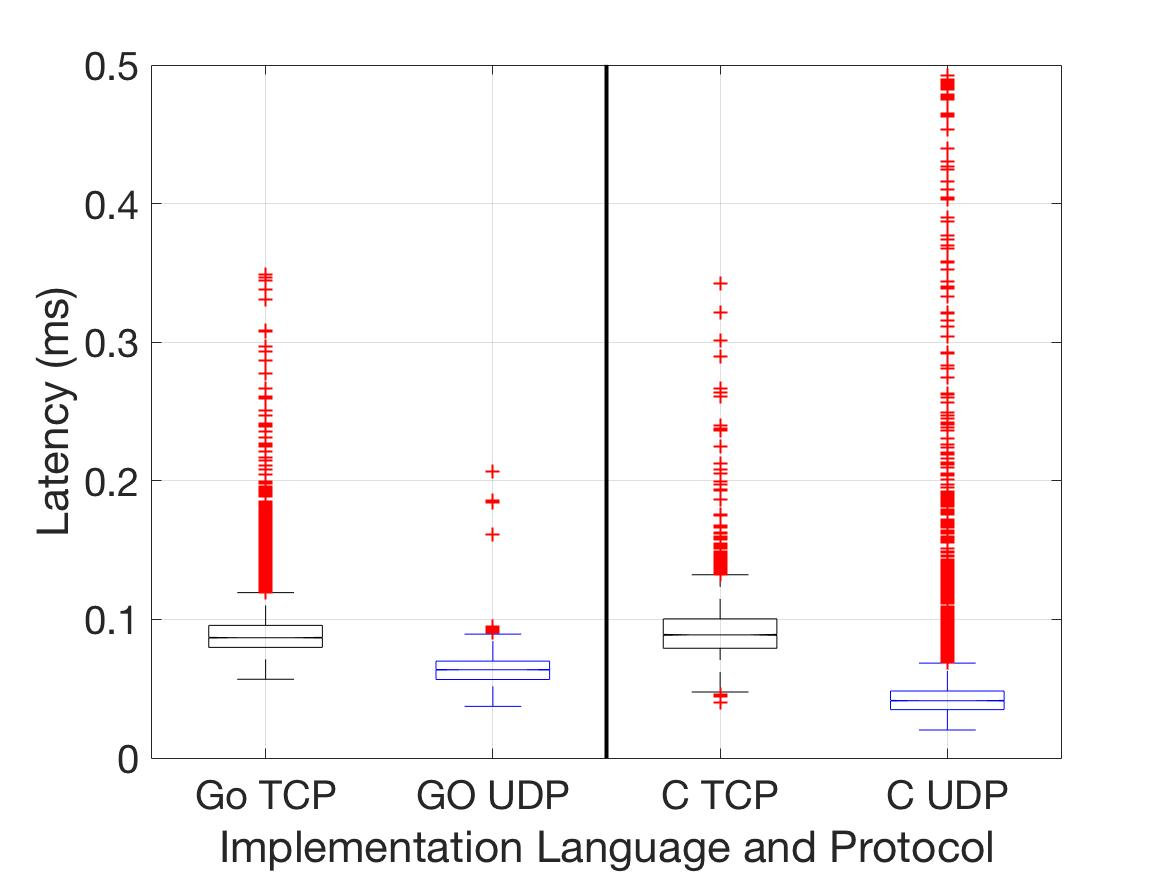 0.5
0.4
0.3
0.2
0.1
0
Latency (ms)
Go TCP GO UDP C TCP C UDP
Implementation Language and Protocol